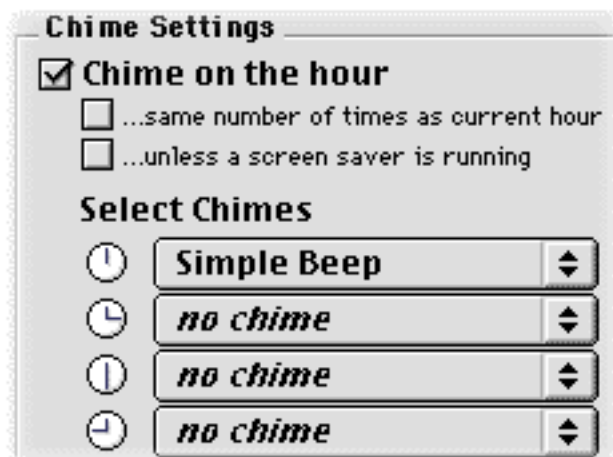 Chime Settings
Chime on the hour
...same number of times as current hour
...unless a screen saver is running
Select Chimes
Simple Beep
no chime
no chime
no chime